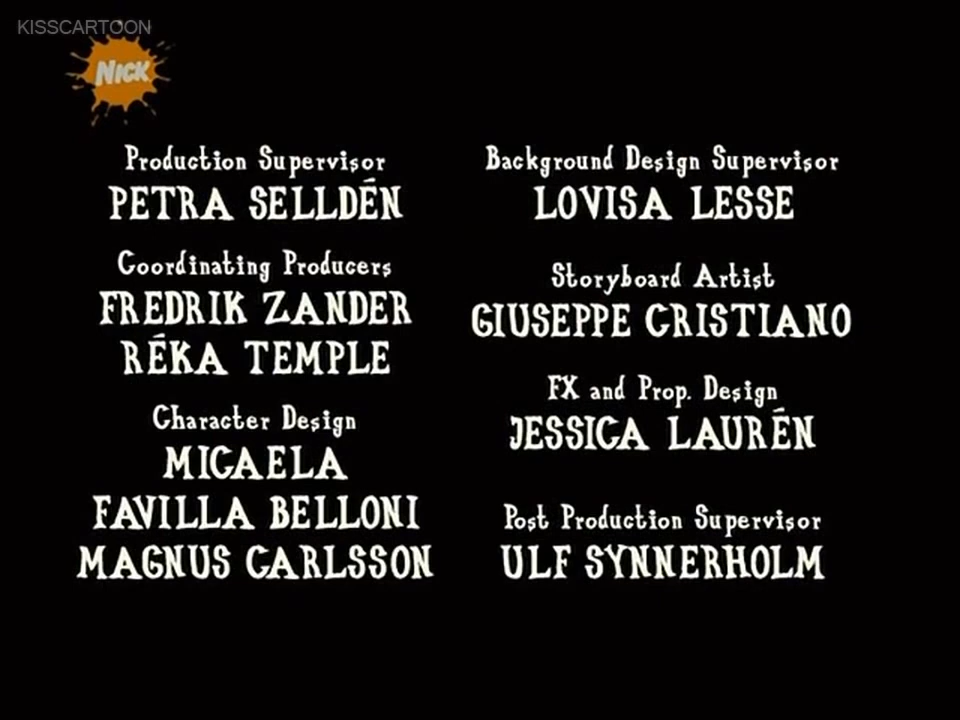 KISSCARTOON
NICK
Production Supervisor
PETRA SELLDÉN
Coordinating Producers
FREDRIK ZANDER
RÉKA TEMPLE
Character Design
MICAELA
FAVILLA BELLONI
MAGNUS CARLSSON
Background Design Supervisor
LOVISA LESSE
Storyboard Artist
GIUSEPPE CRISTIANO
FX and Prop. Design
JESSICA LAURÉN
Post Production Supervisor
ULF SYNNERHOLM